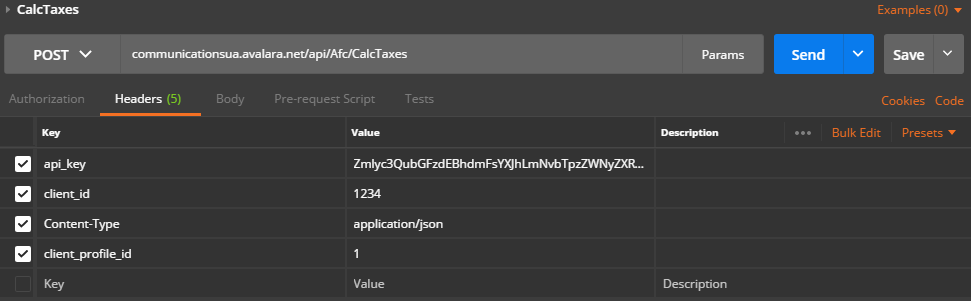 CalcTaxes Examples (0)
POST communicationsua.avalara.net/api/Afc/CalcTaxes Params Send Save
Authorization Headers (5) Body Pre-request Script Tests Cookies Code
Key Value Description ••• Bulk Edit Presets
api_key Zmlyc3QubGFzdEBhdmFsYXJhLmNvbTpzZWNyZXR...
client_id 1234
Content-Type application/json
client_profile_id 1
Key Value Description